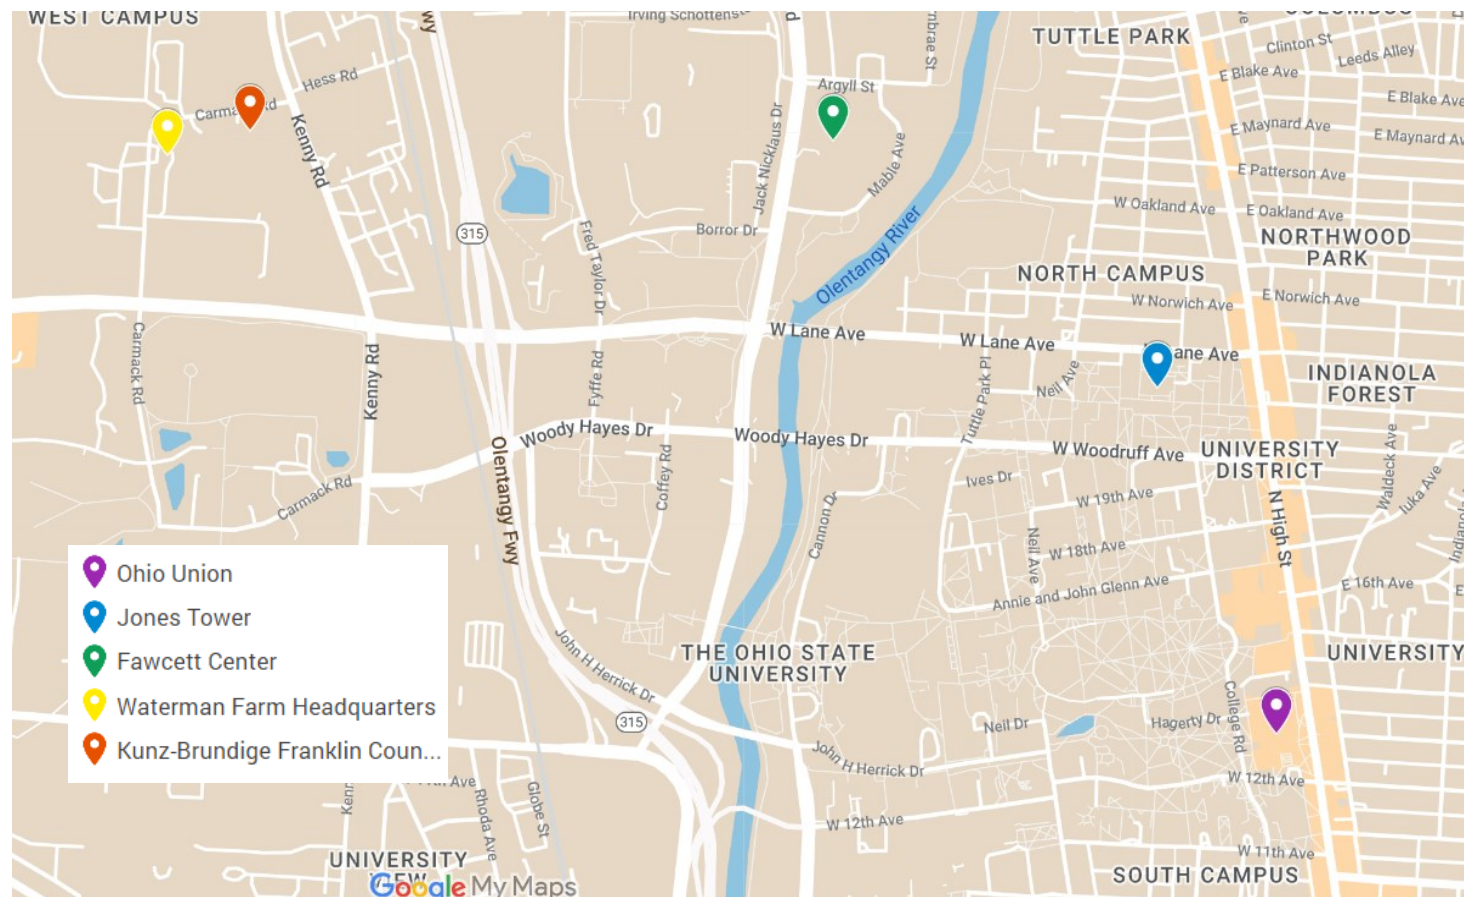 WEST CAMPUS
Irving Schottenst
TUTTLE PARK
Clinton St
Leeds Alley
E Blake Ave
E Blake Ave
Argyll St
Hess Rd
Kenny Rd
Jack Nicklaus Dr
Mable Ave
E Maynard Ave
E Maynard Av
E Patterson Ave
W Oakland Ave
E Oakland Ave
Borror Dr
315
Fred Taylor Dr
Olentangy River
NORTHWOOD
PARK
NORTH CAMPUS
W Norwich Ave
E Norwich Ave
W Lane Ave
W Lane Ave
ane Ave
Carmack Rd
Kenny Rd
Fyffe Rd
Tuttle Park Pl
Neil Ave
INDIANOLA
FOREST
Woody Hayes Dr
Woody Hayes Dr
W Woodruff Ave
UNIVERSITY
DISTRICT
Waldeck Ave
Iuka Ave
Carmack Rd
Olentangy Fwy
Coffey Rd
Cannon Dr
Ives Dr
W 19th Ave
N High St
Neil Ave
W 18th Ave
Annie and John Glenn Ave
E 16th Ave
Ohio Union
Jones Tower
Fawcett Center
Waterman Farm Headquarters
Kunz-Brundige Franklin Coun...
John H Herrick Dr
315
THE OHIO STATE
UNIVERSITY
UNIVERSITY
College Rd
Hagerty Dr
Neil Dr
John H Herrick Dr
W 12th Ave
Rhoda Ave
Globe St
W 12th Ave
W 11th Ave
UNIVERSITY
VIEW
SOUTH CAMPUS
Google My Maps